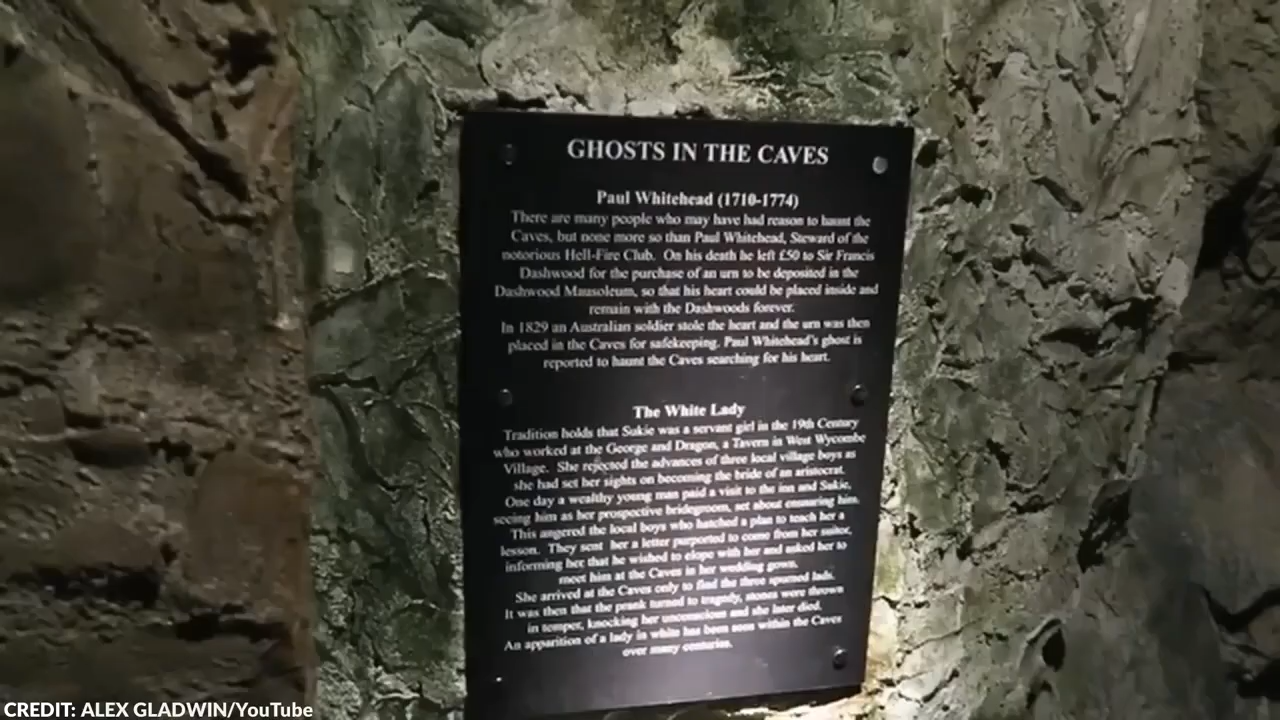 GHOSTS IN THE CAVES
Paul Whitehead (1710-1774)
There are many people who may have had reason to haunt the
Caves, but none more so than Paul Whitehead, Steward of the
notorious Hell-Fire Club. On his death he left £50 to Sir Francis
Dashwood for the purchase of an urn to be deposited in the
Dashwood Mausoleum, so that his heart could be placed inside and
remain with the Dashwoods forever.
In 1829 an Australian soldier stole the heart and the urn was then
placed in the Caves for safekeeping. Paul Whitehead's ghost is
reported to haunt the Caves searching for his heart.
The White Lady
Tradition holds that Sukie was a servant girl in the 19th Century
who worked at the George and Dragon, a Tavern in West Wycombe
Village. She rejected the advances of three local village boys as
she had set her sights on becoming the bride of an aristocrat.
One day a wealthy young man paid a visit to the inn and Sukie,
seeing him as her prospective bridegroom, set about ensnaring him.
This angered the local boys who hatched a plan to teach her a
lesson. They sent her a letter purported to come from her suitor,
informing her that he wished to elope with her and asked her to
meet him at the Caves in her wedding gown.
She arrived at the Caves only to find the three spurned lads.
It was then that the prank turned to tragedy, stones were thrown
in temper, knocking her unconscious and she later died.
An apparition of a lady in white has been seen within the Caves
over many centuries.
CREDIT: ALEX GLADWIN/YouTube